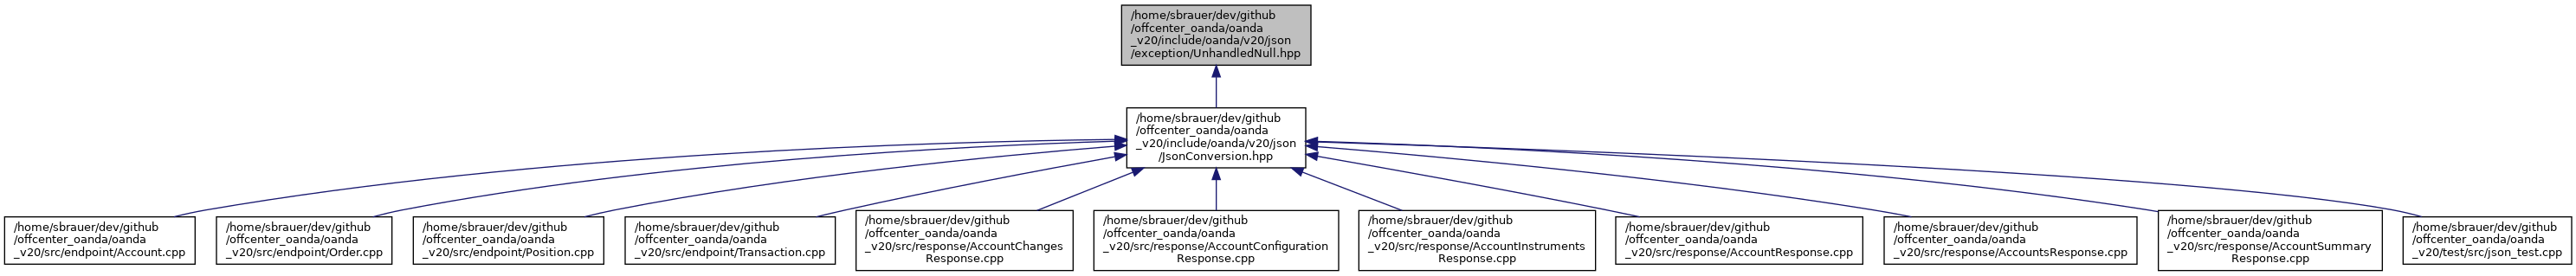 /home/sbrauer/dev/github
/offcenter_oanda/oanda
_v20/include/oanda/v20/json
/exception/UnhandledNull.hpp
/home/sbrauer/dev/github
/offcenter_oanda/oanda
_v20/include/oanda/v20/json
/JsonConversion.hpp
/home/sbrauer/dev/github
/offcenter_oanda/oanda
_v20/src/endpoint/Account.cpp
/home/sbrauer/dev/github
/offcenter_oanda/oanda
_v20/src/endpoint/Order.cpp
/home/sbrauer/dev/github
/offcenter_oanda/oanda
_v20/src/endpoint/Position.cpp
/home/sbrauer/dev/github
/offcenter_oanda/oanda
_v20/src/endpoint/Transaction.cpp
/home/sbrauer/dev/github
/offcenter_oanda/oanda
_v20/src/response/AccountChanges
Response.cpp
/home/sbrauer/dev/github
/offcenter_oanda/oanda
_v20/src/response/AccountConfiguration
Response.cpp
/home/sbrauer/dev/github
/offcenter_oanda/oanda
_v20/src/response/AccountInstruments
Response.cpp
/home/sbrauer/dev/github
/offcenter_oanda/oanda
_v20/src/response/AccountResponse.cpp
/home/sbrauer/dev/github
/offcenter_oanda/oanda
_v20/src/response/AccountsResponse.cpp
/home/sbrauer/dev/github
/offcenter_oanda/oanda
_v20/src/response/AccountSummary
Response.cpp
/home/sbrauer/dev/github
/offcenter_oanda/oanda
_v20/test/src/json_test.cpp